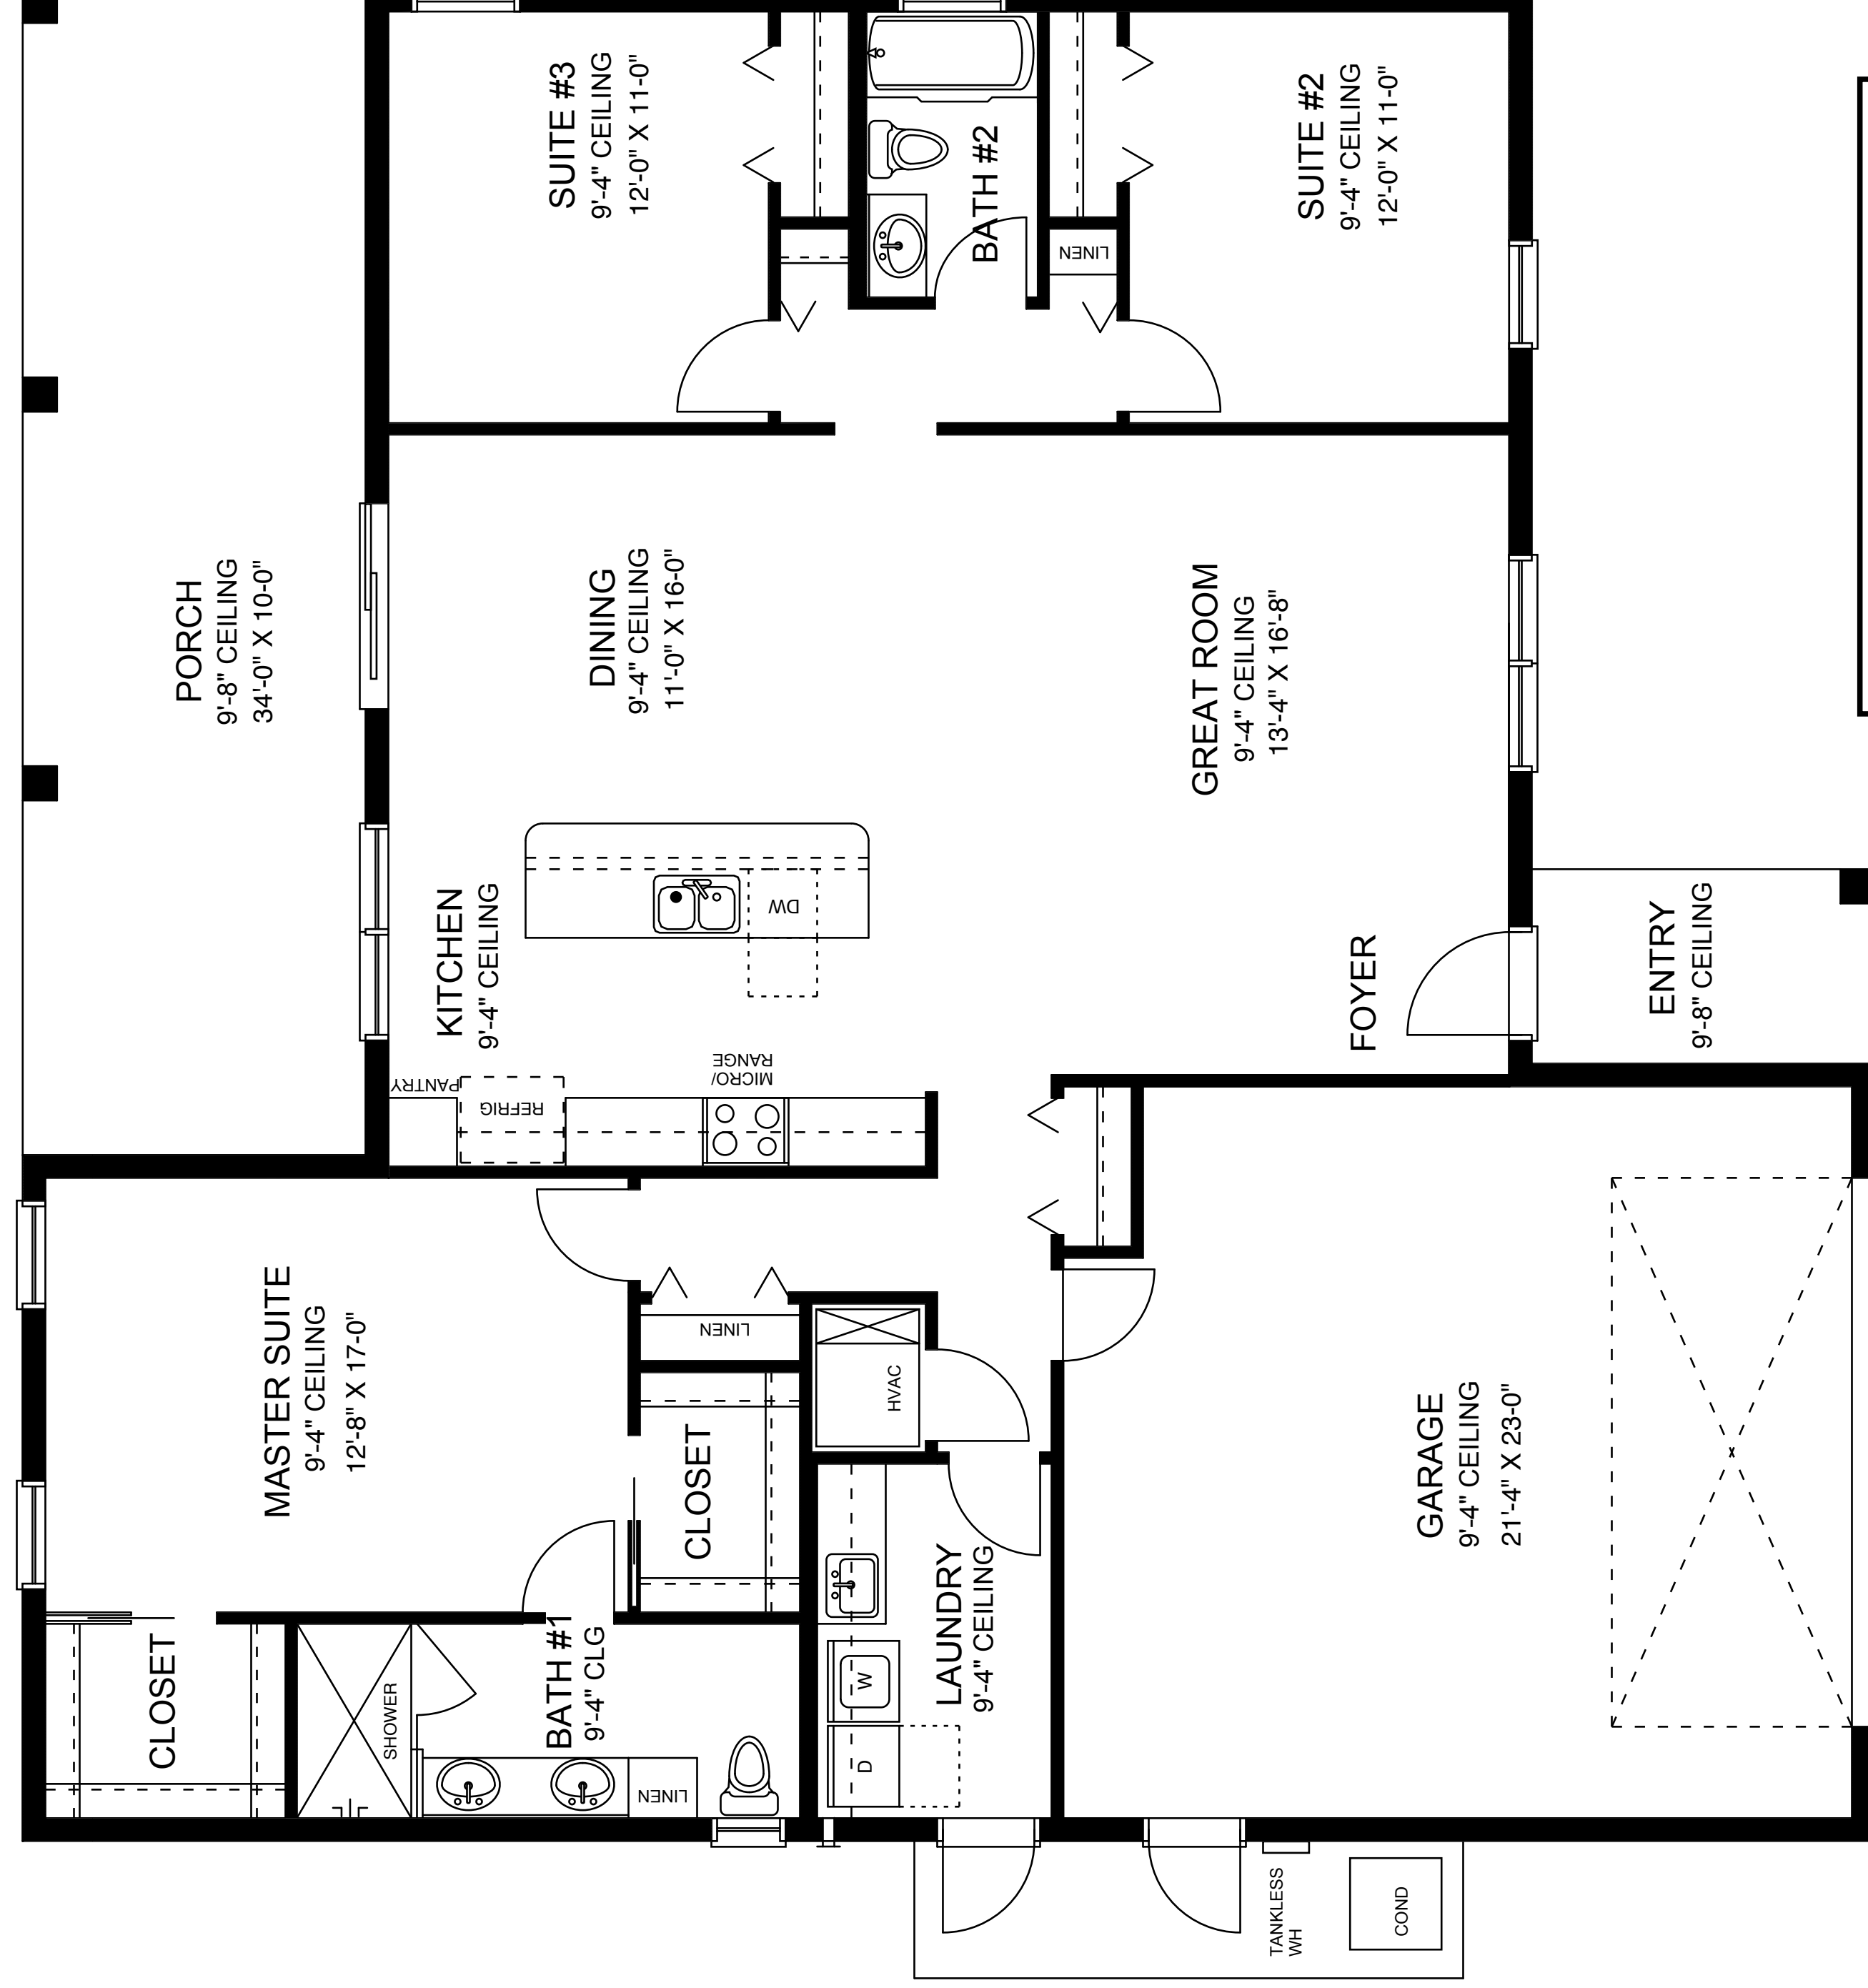 SUITE #3
9'-4" CEILING
12'-0" X 11-0"
BATH #2
LINEN
SUITE #2
9'-4" CEILING
12'-0" X 11-0"
PORCH
9'-8" CEILING
34'-0" X 10-0"
DINING
9'-4" CEILING
11'-0" X 16-0"
GREAT ROOM
9'-4" CEILING
13'-4" X 16'-8"
KITCHEN
9'-4" CEILING
DW
FOYER
ENTRY
9'-8" CEILING
PANTRY
REFRIG
MICRO/
RANGE
MASTER SUITE
9'-4" CEILING
12'-8" X 17-0"
LINEN
HVAC
CLOSET
GARAGE
9'-4" CEILING
21'-4" X 23-0"
CLOSET
SHOWER
BATH #1
9'-4" CLG
LINEN
LAUNDRY
9'-4" CEILING
W
D
TANKLESS
WH
COND